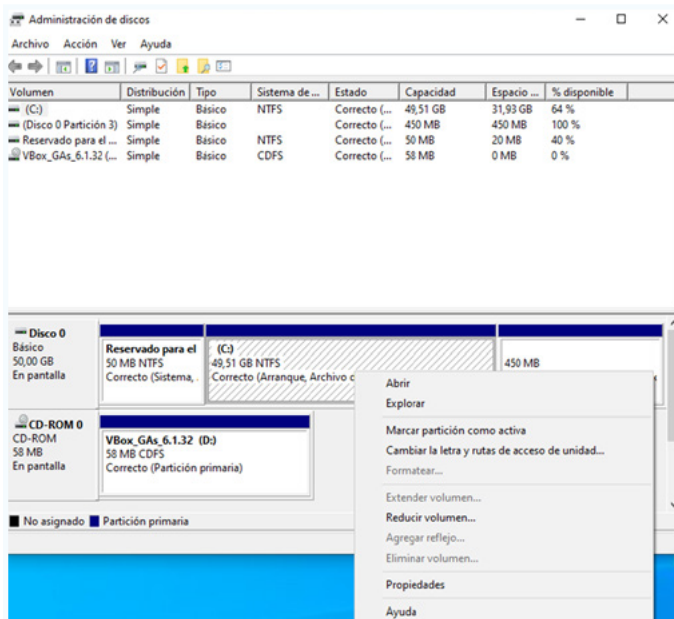 Administración de discos
Archivo Acción Ver Ayuda
Volumen Distribución Tipo Sistema de ... Estado Capacidad Espacio ... % disponible
(C:) Simple Básico NTFS Correcto (... 49,51 GB 31,93 GB 64 %
(Disco 0 Partición 3) Simple Básico Correcto (... 450 MB 450 MB 100 %
Reservado para el ... Simple Básico NTFS Correcto (... 50 MB 20 MB 40 %
VBox_GAs_6.1.32 (... Simple Básico CDFS Correcto (... 58 MB 0 MB 0 %
Disco 0
Básico
50,00 GB
En pantalla
Reservado para el
50 MB NTFS
Correcto (Sistema, .
(C:)
49,51 GB NTFS
Correcto (Arranque, Archivo
450 MB
CD-ROM 0
CD-ROM
58 MB
En pantalla
VBox_GAs_6.1.32 (D:)
58 MB CDFS
Correcto (Partición primaria)
No asignado Partición primaria
Abrir
Explorar
Marcar partición como activa
Cambiar la letra y rutas de acceso de unidad...
Formatear...
Extender volumen...
Reducir volumen...
Agregar reflejo...
Eliminar volumen...
Propiedades
Ayuda